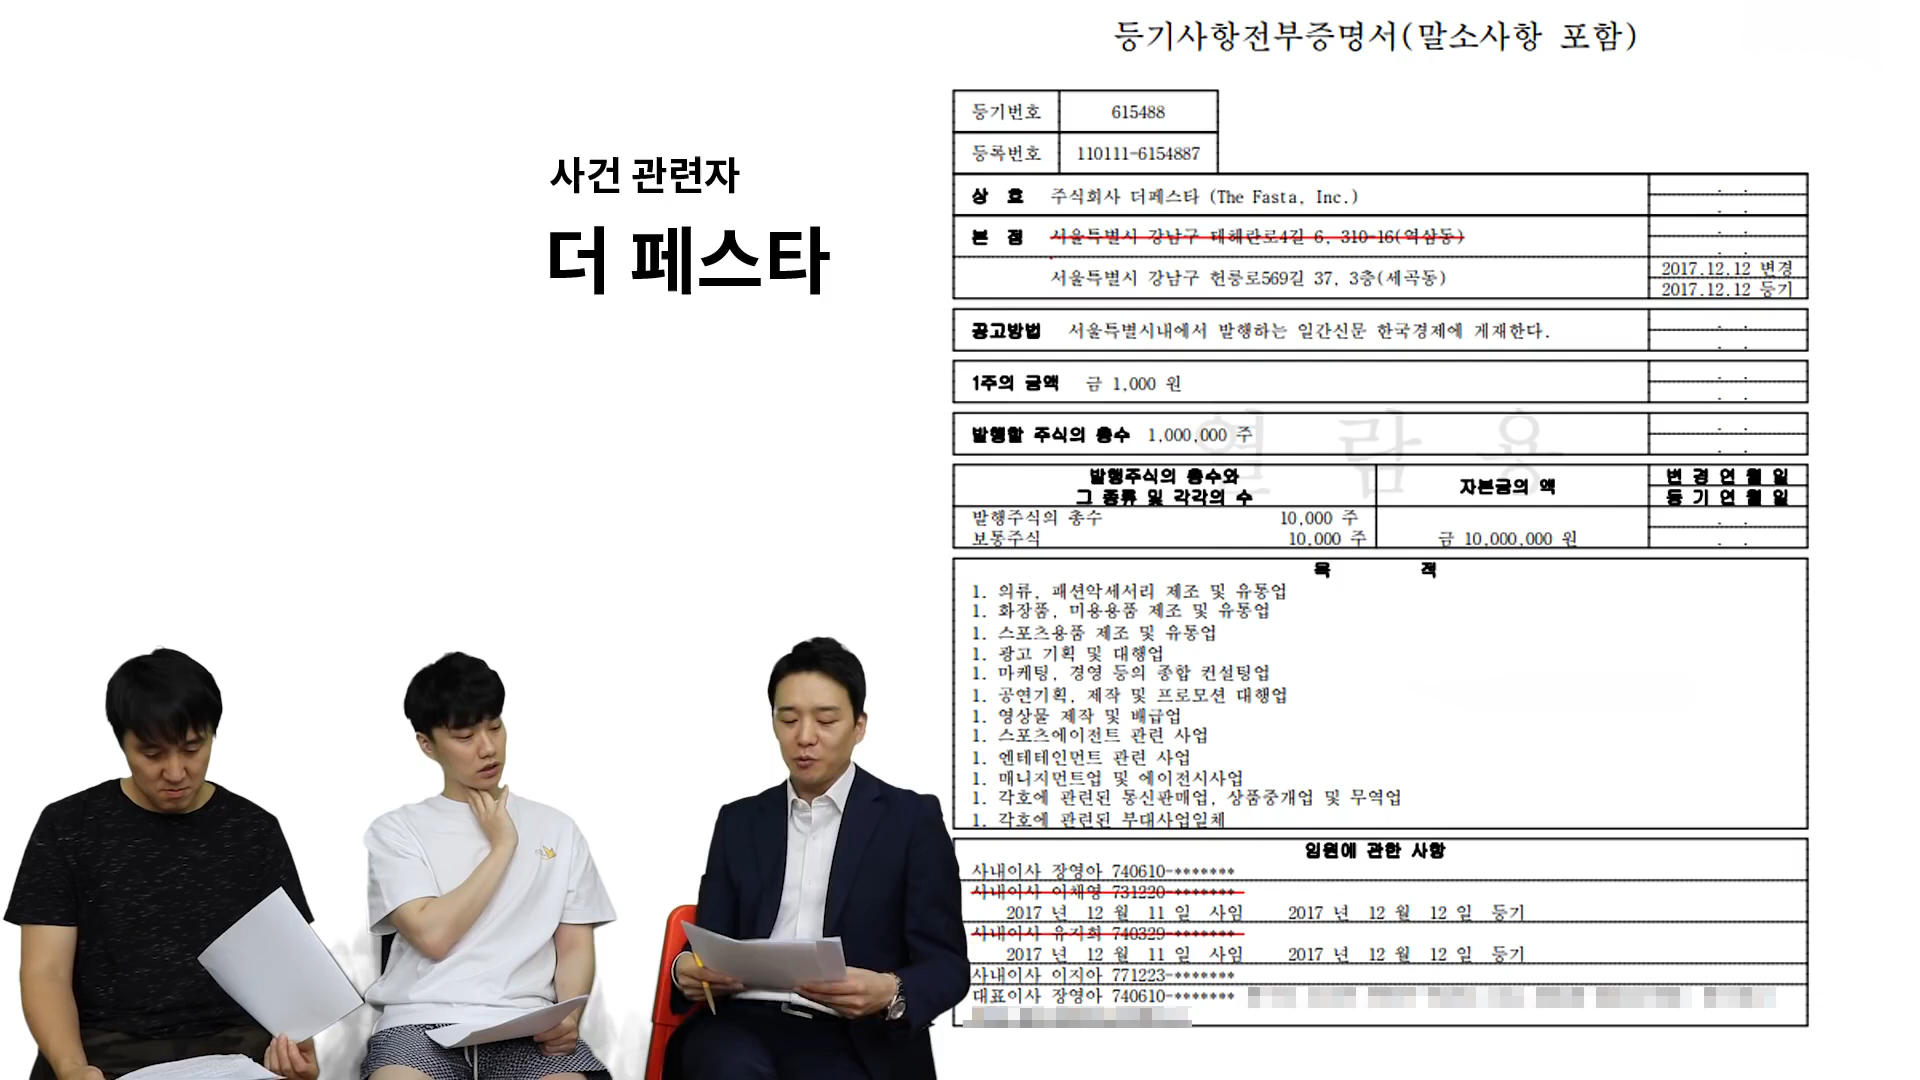 등기사항전부증명서(말소사항 포함)
사건 관련자
더 페스타
등기번호 615488
등록번호 110111-6154887
상 호 주식회사 더페스타 (The Fasta, Inc.)
본 점 서울특별시 강남구 테헤란로4길 6, 310-16(역삼동)
서울특별시 강남구 헌릉로569길 37, 3층(세곡동)
2017.12.12 변경
2017.12.12 등기
공고방법 서울특별시내에서 발행하는 일간신문 한국경제에 게재한다.
1주의 금액 금 1,000 원
발행할 주식의 총수 1,000,000 주
열 람 용
발행주식의 총수와
그 종류 및 각각의 수
자본금의 액
변 경 연 월 일
등 기 연 월 일
발행주식의 총수 10,000 주
보통주식 10,000 주
금 10,000,000 원
목 적
1. 의류, 패션악세서리 제조 및 유통업
1. 화장품, 미용용품 제조 및 유통업
1. 스포츠용품 제조 및 유통업
1. 광고 기획 및 대행업
1. 마케팅, 경영 등의 종합 컨설팅업
1. 공연기획, 제작 및 프로모션 대행업
1. 영상물 제작 및 배급업
1. 스포츠에이전트 관련 사업
1. 엔테테인먼트 관련 사업
1. 매니지먼트업 및 에이전시사업
1. 각호에 관련된 통신판매업, 상품중개업 및 무역업
1. 각호에 관련된 부대사업일체
임원에 관한 사항
사내이사 장영아 740610-*******
사내이사 이채영 731220-*******
2017 년 12 월 11 일 사임 2017 년 12 월 12 일 등기
사내이사 유지희 740329-*******
2017 년 12 월 11 일 사임 2017 년 12 월 12 일 등기
사내이사 이지아 771223-*******
대표이사 장영아 740610-*******